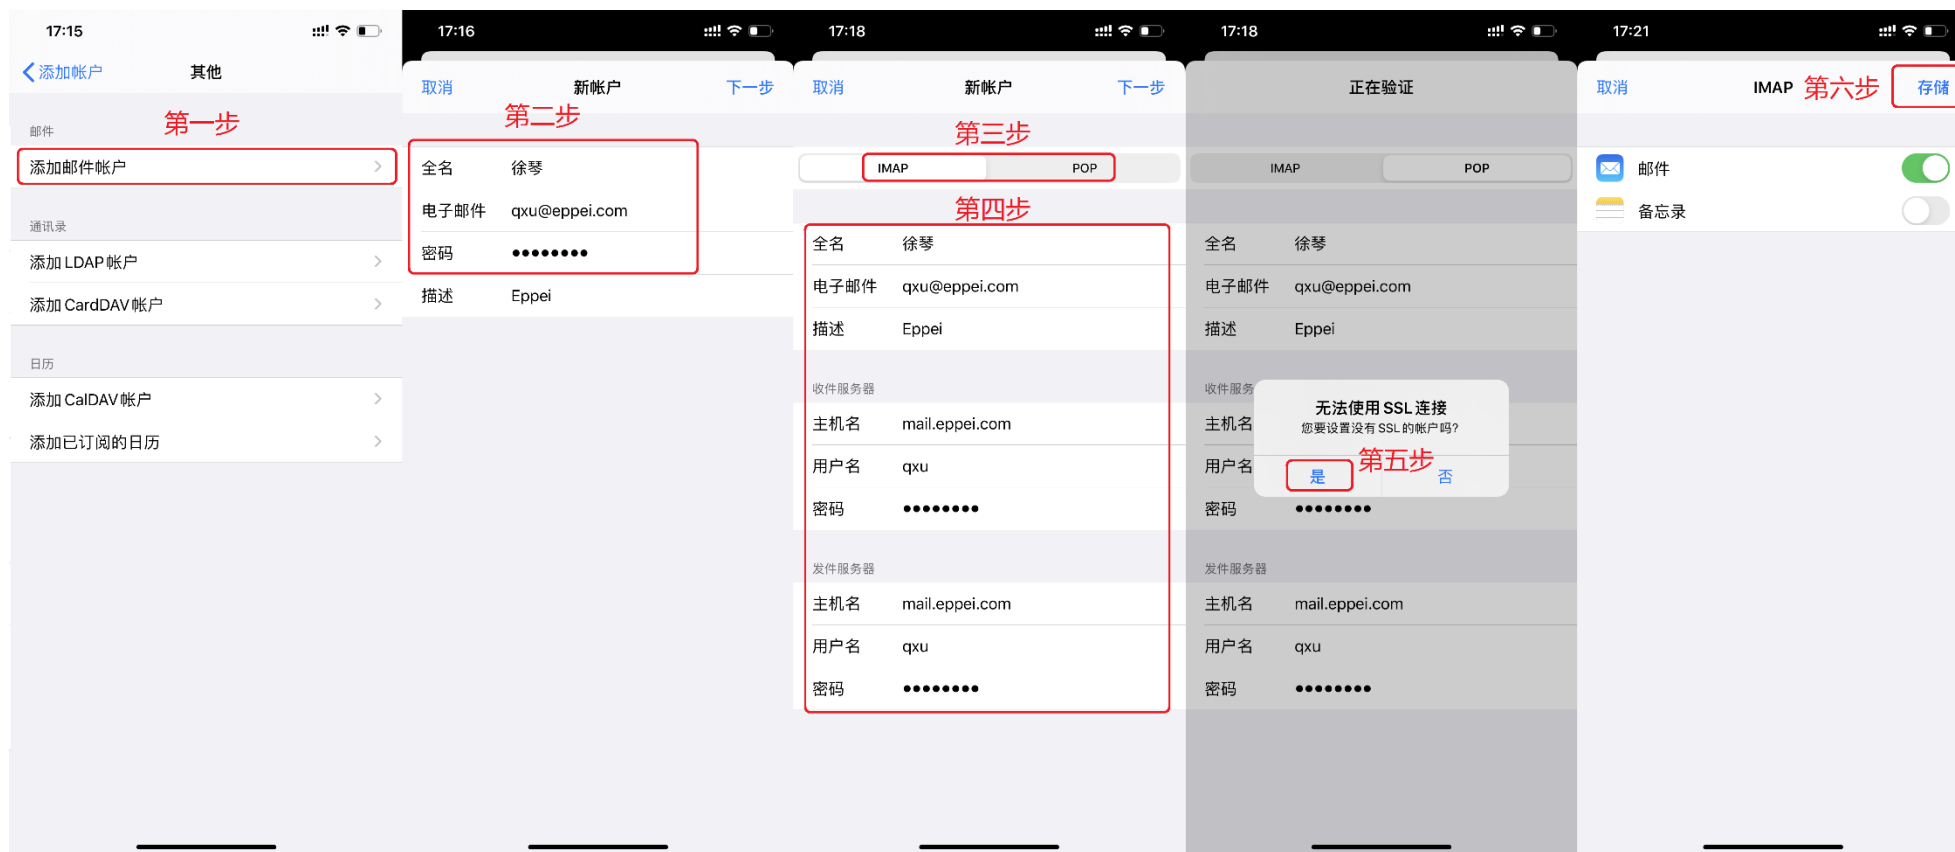 17:15
添加帐户
其他
第一步
邮件
添加邮件帐户
通讯录
添加 LDAP 帐户
添加 CardDAV 帐户
日历
添加 CalDAV 帐户
添加已订阅的日历
17:16
取消
新帐户
下一步
第二步
全名 徐琴
电子邮件 qxu@eppei.com
密码 ●●●●●●●●
描述 Eppei
17:18
取消
新帐户
下一步
第三步
IMAP
POP
第四步
全名 徐琴
电子邮件 qxu@eppei.com
描述 Eppei
收件服务器
主机名 mail.eppei.com
用户名 qxu
密码 ●●●●●●●●
发件服务器
主机名 mail.eppei.com
用户名 qxu
密码 ●●●●●●●●
17:18
正在验证
IMAP
POP
全名 徐琴
电子邮件 qxu@eppei.com
描述 Eppei
收件服务
无法使用 SSL 连接
您要设置没有 SSL 的帐户吗?
第五步
是
否
主机名
用户名
密码 ●●●●●●●●
发件服务器
主机名 mail.eppei.com
用户名 qxu
密码 ●●●●●●●●
17:21
取消
IMAP
第六步
存储
邮件
备忘录